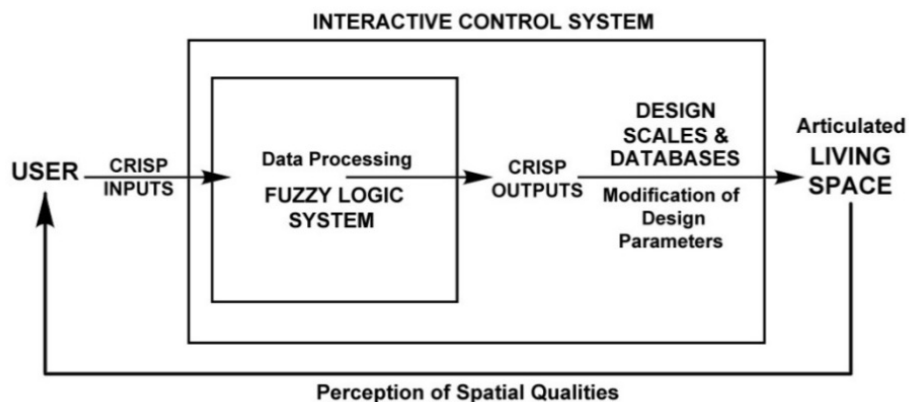 INTERACTIVE CONTROL SYSTEM
USER
CRISP
INPUTS
Data Processing
FUZZY LOGIC
SYSTEM
CRISP
OUTPUTS
DESIGN
SCALES &
DATABASES
Modification of
Design
Parameters
Articulated
LIVING
SPACE
Perception of Spatial Qualities